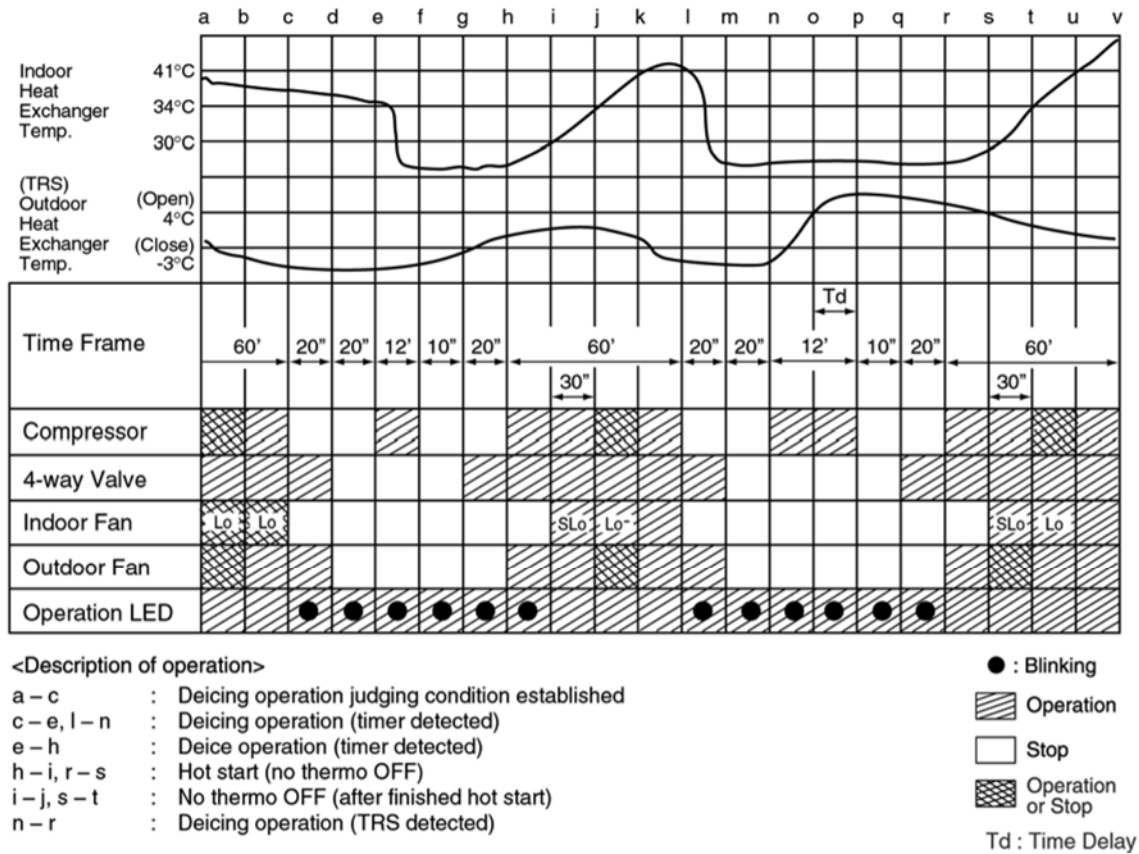 a b c d e f g h i j k l m n o p q r s t u v
Indoor
Heat
Exchanger
Temp.
41°C
34°C
30°C
(TRS)
Outdoor
Heat
Exchanger
Temp.
(Open)
4°C
(Close)
-3°C
Td
Time Frame
60’ 20” 20” 12’ 10” 20” 60’ 20” 20” 12’ 10” 20” 60’
30” 30”
Compressor
4-way Valve
Indoor Fan Lo Lo SLo Lo⁻ SLo Lo
Outdoor Fan
Operation LED
<Description of operation>
a – c : Deicing operation judging condition established
c – e, l – n : Deicing operation (timer detected)
e – h : Deice operation (timer detected)
h – i, r – s : Hot start (no thermo OFF)
i – j, s – t : No thermo OFF (after finished hot start)
n – r : Deicing operation (TRS detected)
: Blinking
Operation
Stop
Operation
or Stop
Td : Time Delay